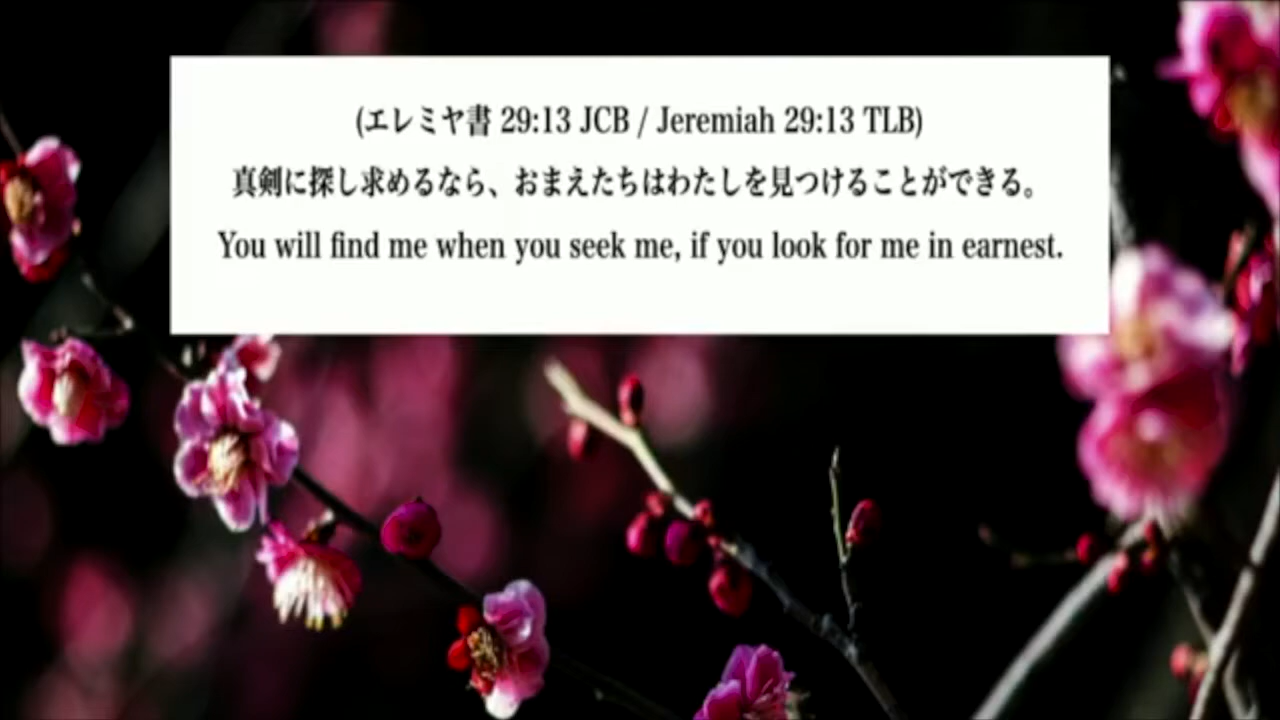 (エレミヤ書 29:13 JCB / Jeremiah 29:13 TLB)
真剣に探し求めるなら、おまえたちはわたしを見つけることができる。
You will find me when you seek me, if you look for me in earnest.